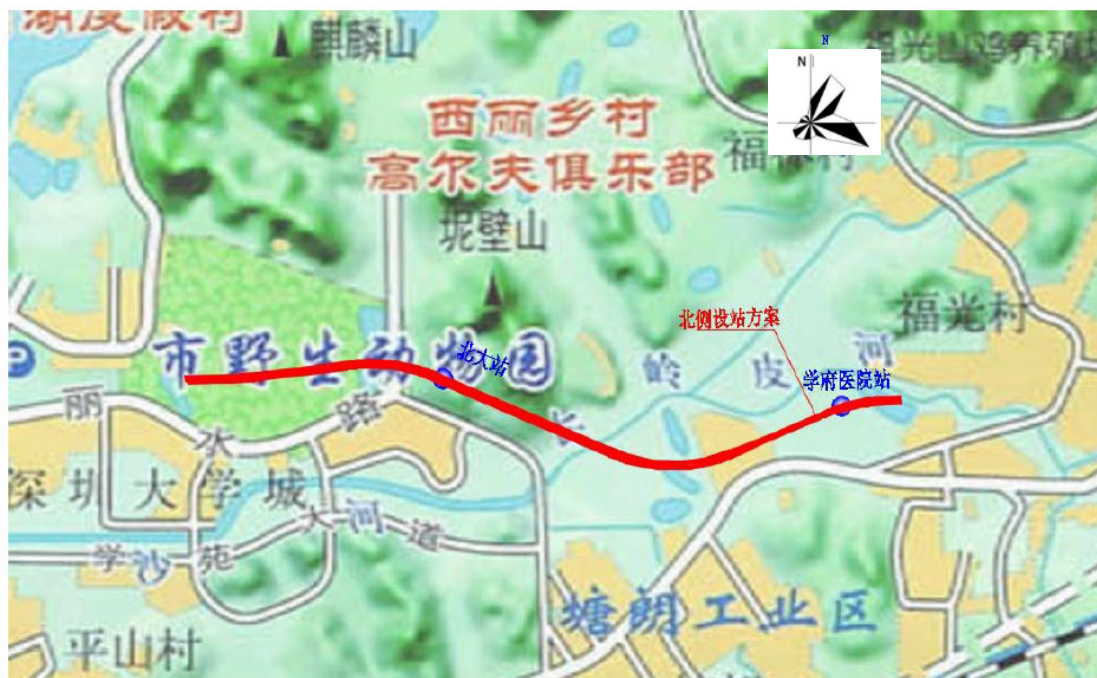 麒麟山
N
N
西丽乡村
高尔夫俱乐部
坭壁山
北侧设站方案
福光村
市野生动物园
北大站
长岭皮河
学府医院站
丽水路
深圳大学城
大河
学苑道
沙
塘朗工业区
平山村